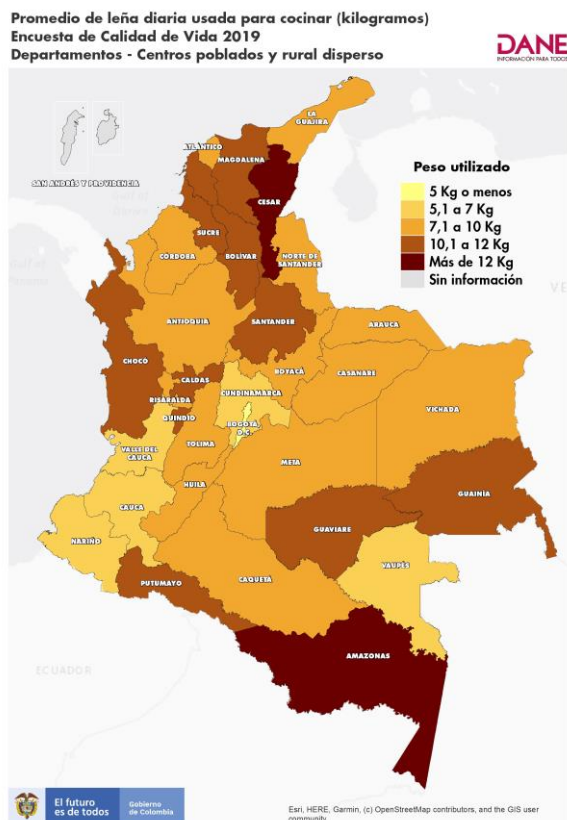 Promedio de leña diaria usada para cocinar (kilogramos)
Encuesta de Calidad de Vida 2019
Departamentos - Centros poblados y rural disperso
DANE
INFORMACIÓN PARA TODOS
LA GUAJIRA
ATLÁNTICO
MAGDALENA
SAN ANDRÉS Y PROVIDENCIA
CESAR
Peso utilizado
5 Kg o menos
5,1 a 7 Kg
7,1 a 10 Kg
10,1 a 12 Kg
Más de 12 Kg
Sin información
SUCRE
CÓRDOBA
BOLÍVAR
NORTE DE SANTANDER
ANTIOQUIA
SANTANDER
ARAUCA
CHOCÓ
BOYACÁ
CASANARE
CALDAS
RISARALDA
CUNDINAMARCA
VICHADA
QUINDÍO
BOGOTÁ D.C.
VALLE DEL CAUCA
TOLIMA
META
HUILA
GUAINÍA
CAUCA
GUAVIARE
NARIÑO
VAUPÉS
PUTUMAYO
CAQUETA
AMAZONAS
ECUADOR
VE
El futuro
es de todos
Gobierno
de Colombia
Esri, HERE, Garmin, (c) OpenStreetMap contributors, and the GIS user
community